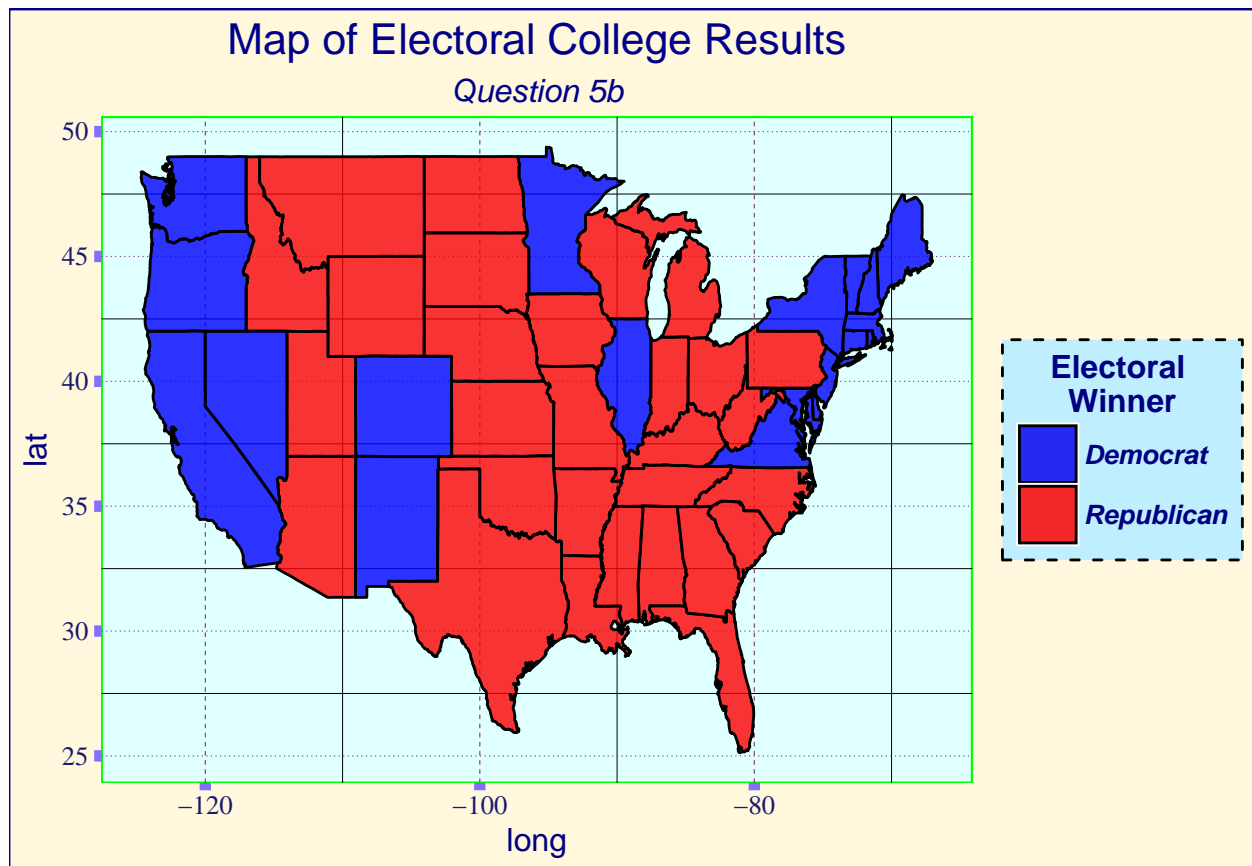 Map of Electoral College Results
Question 5b
50
45
40
35
30
25
lat
−120
−100
−80
long
Electoral
Winner
Democrat
Republican